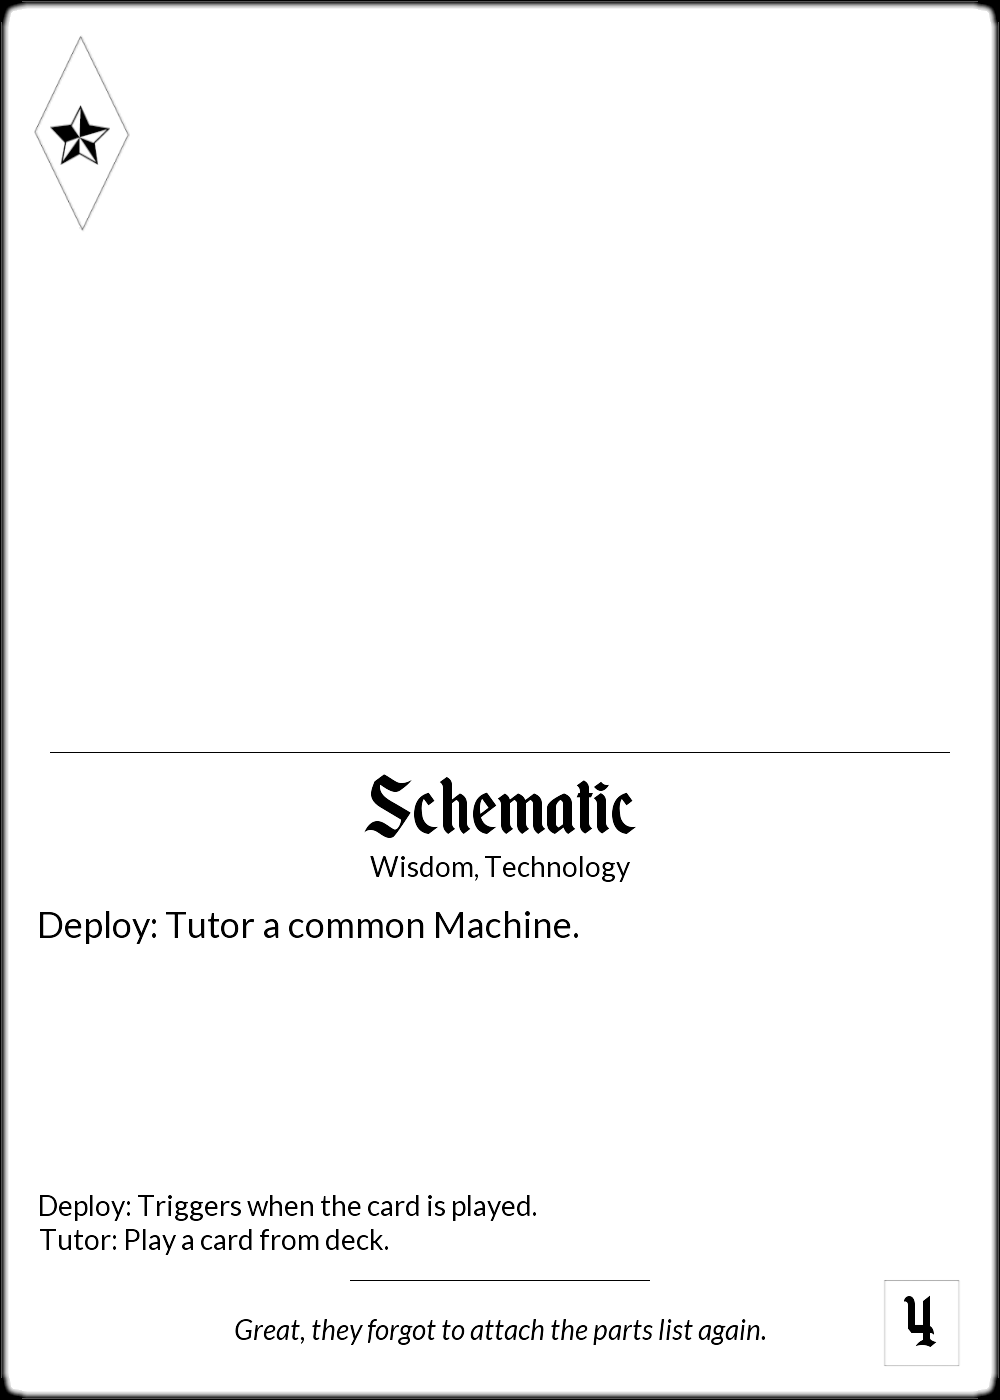 Schematic
Wisdom, Technology
Deploy: Tutor a common Machine.
Deploy: Triggers when the card is played.
Tutor: Play a card from deck.
Great, they forgot to attach the parts list again.
4